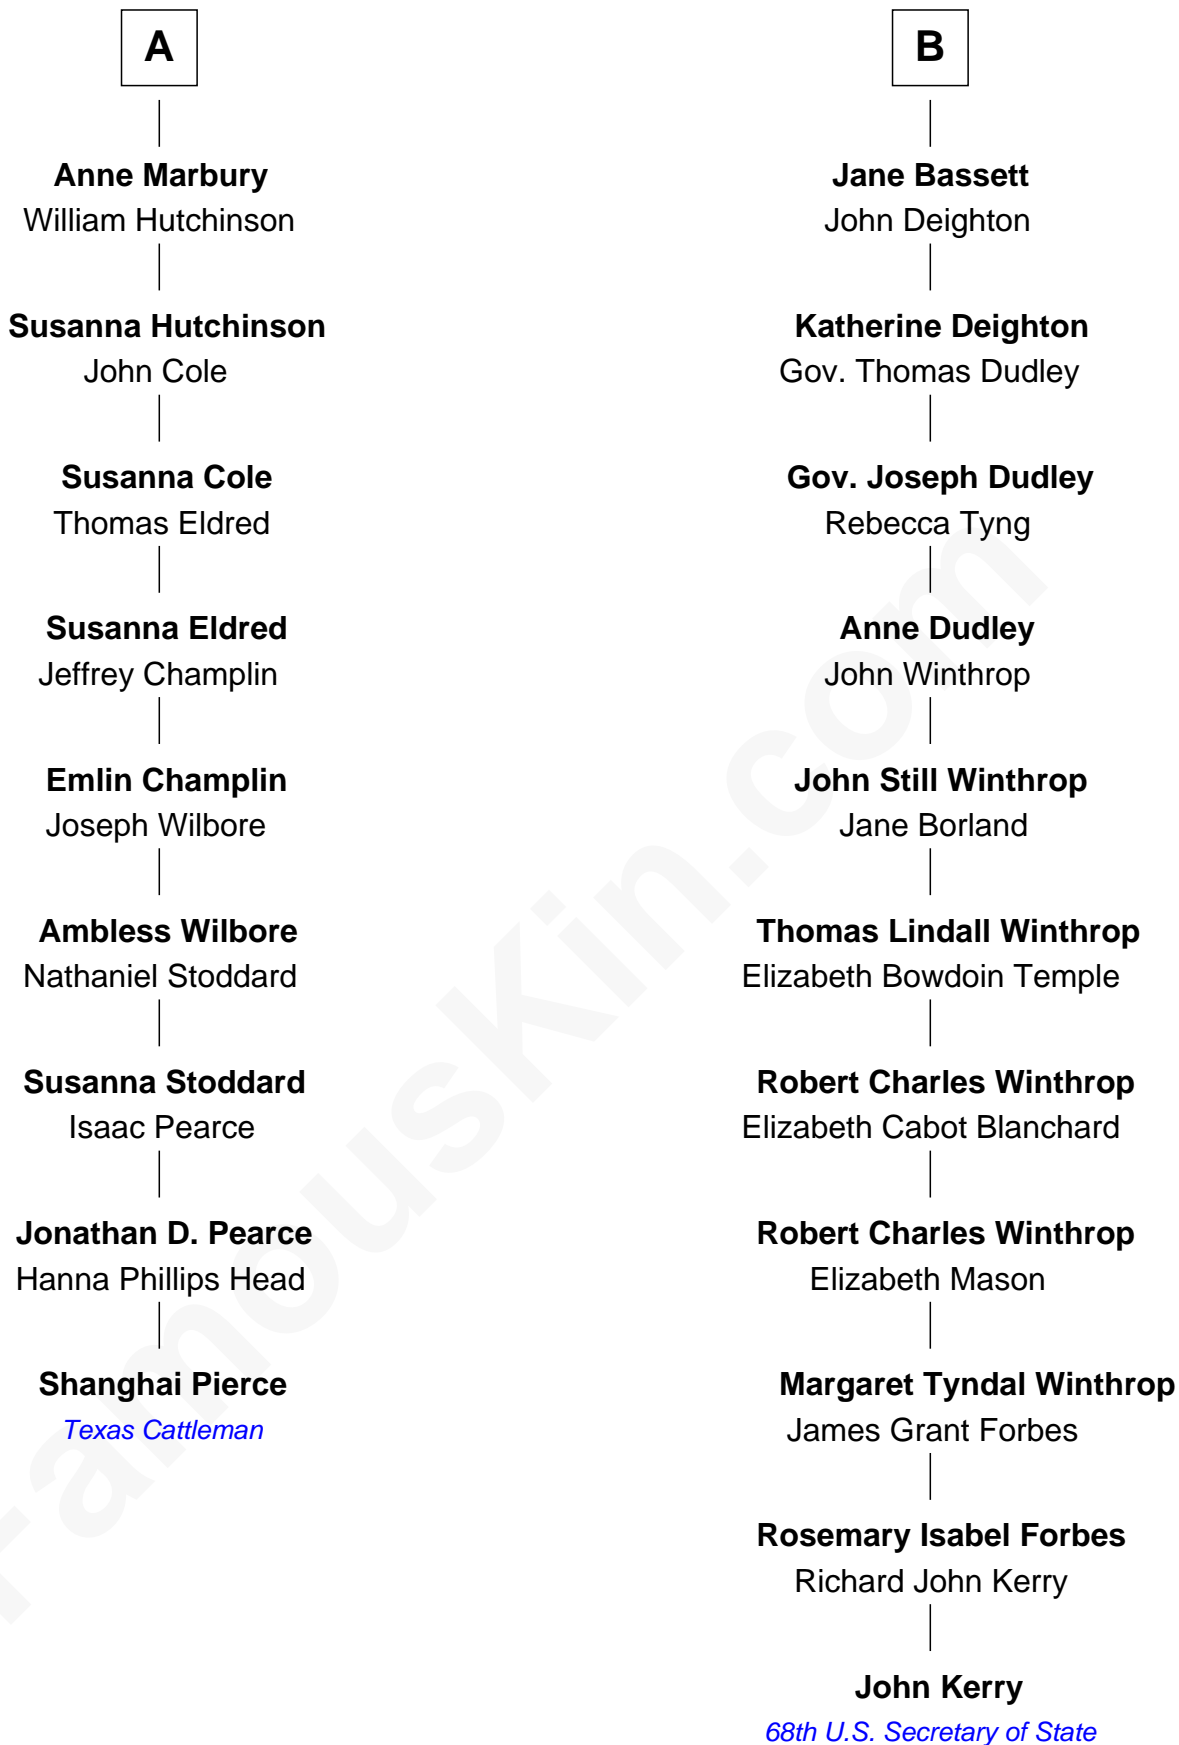 A
Anne Marbury
William Hutchinson
Susanna Hutchinson
John Cole
Susanna Cole
Thomas Eldred
Susanna Eldred
Jeffrey Champlin
Emlin Champlin
Joseph Wilbore
Ambless Wilbore
Nathaniel Stoddard
Susanna Stoddard
Isaac Pearce
Jonathan D. Pearce
Hanna Phillips Head
Shanghai Pierce
Texas Cattleman
B
Jane Bassett
John Deighton
Katherine Deighton
Gov. Thomas Dudley
Gov. Joseph Dudley
Rebecca Tyng
Anne Dudley
John Winthrop
John Still Winthrop
Jane Borland
Thomas Lindall Winthrop
Elizabeth Bowdoin Temple
Robert Charles Winthrop
Elizabeth Cabot Blanchard
Robert Charles Winthrop
Elizabeth Mason
Margaret Tyndal Winthrop
James Grant Forbes
Rosemary Isabel Forbes
Richard John Kerry
John Kerry
68th U.S. Secretary of State
FamousKin.com